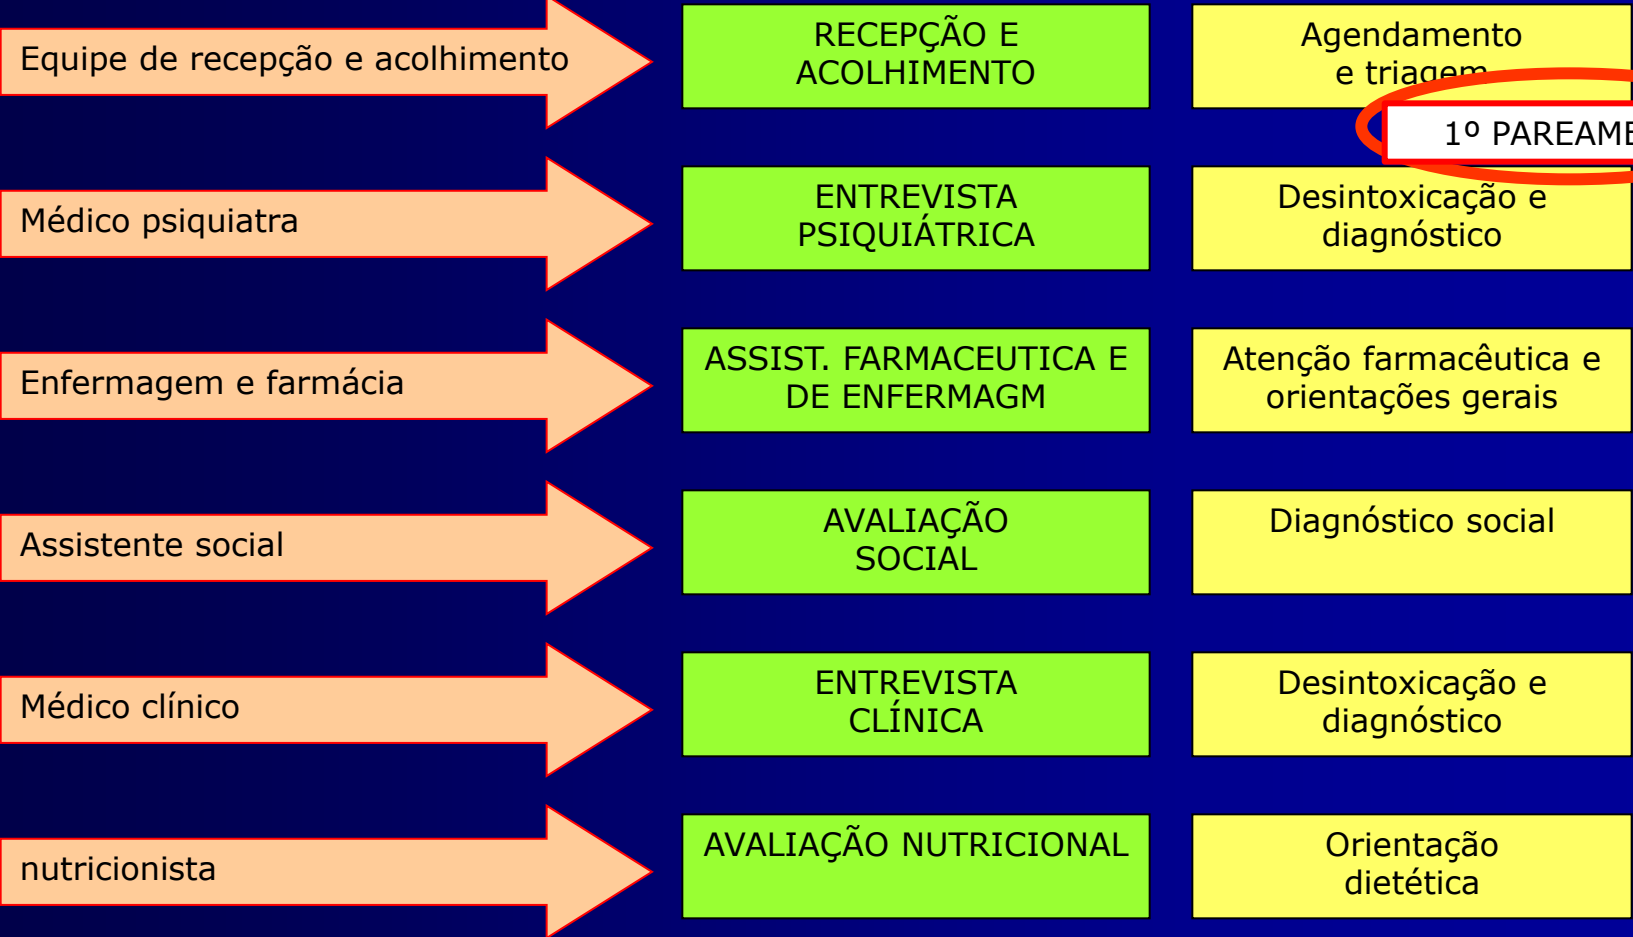 Equipe de recepção e acolhimento
RECEPÇÃO E
ACOLHIMENTO
Agendamento
e triagem
1º
Médico psiquiatra
ENTREVISTA
PSIQUIÁTRICA
Desintoxicação e
diagnóstico
Enfermagem e farmácia
ASSIST. FARMACEUTICA E
DE ENFERMAGM
Atenção farmacêutica e
orientações gerais
Assistente social
AVALIAÇÃO
SOCIAL
Diagnóstico social
Médico clínico
ENTREVISTA
CLÍNICA
Desintoxicação e
diagnóstico
nutricionista
AVALIAÇÃO NUTRICIONAL
Orientação
dietética